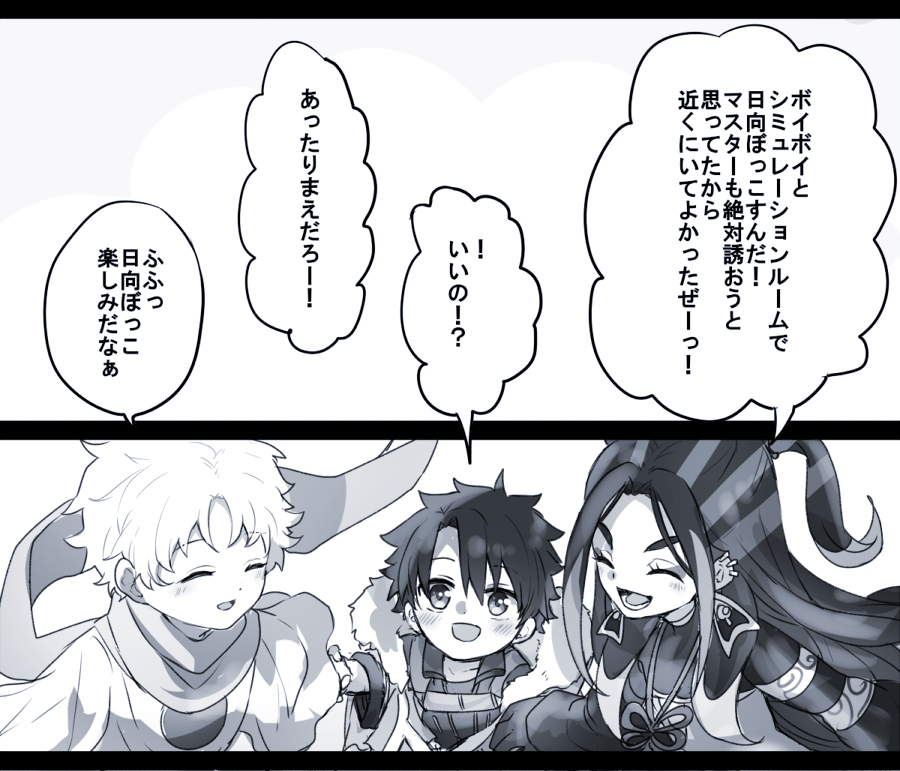 ボイボイと
シミュレーションルームで
日向ぼっこすんだ!
マスターも絶対誘おうと
思ってたから
近くにいてよかったぜーっ!
!
いいの!?
あったりまえだろー!
ふふっ
日向ぼっこ
楽しみだなぁ